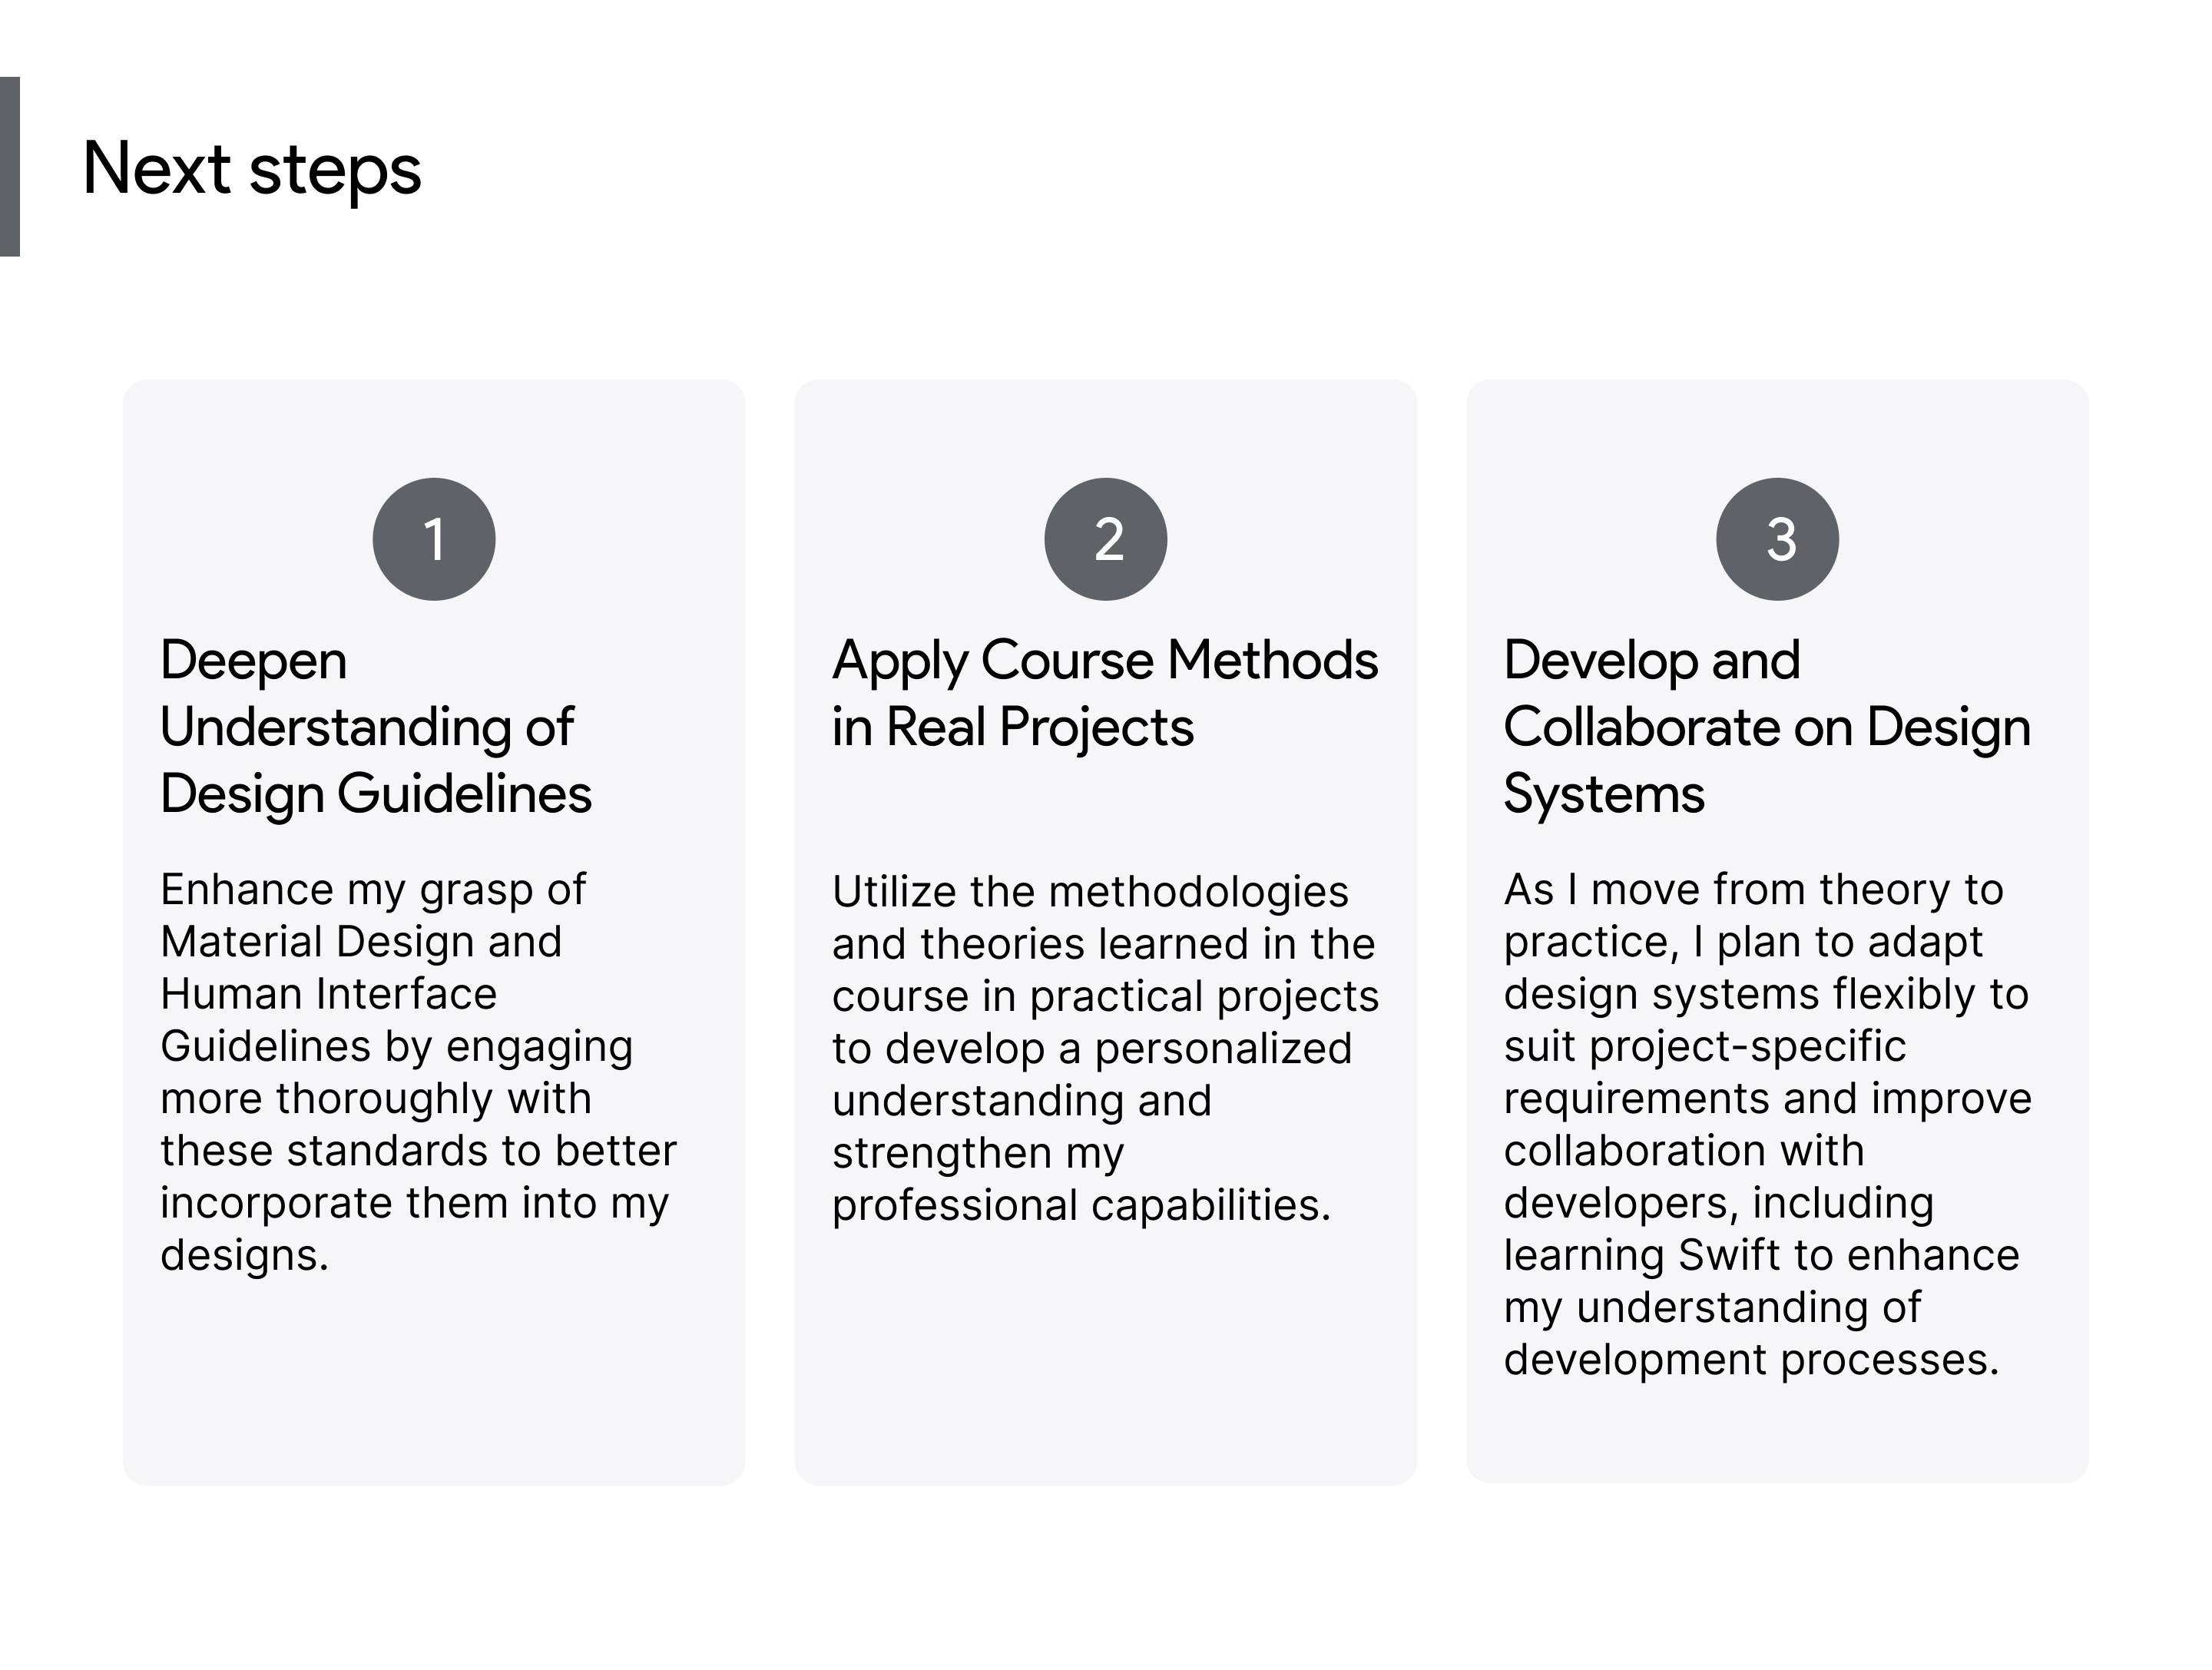 Next steps
1
Deepen
Understanding of
Design Guidelines
Enhance my grasp of
Material Design and
Human Interface
Guidelines by engaging
more thoroughly with
these standards to better
incorporate them into my
designs.
2
Apply Course Methods
in Real Projects
Utilize the methodologies
and theories learned in the
course in practical projects
to develop a personalized
understanding and
strengthen my
professional capabilities.
3
Develop and
Collaborate on Design
Systems
As I move from theory to
practice, I plan to adapt
design systems flexibly to
suit project-specific
requirements and improve
collaboration with
developers, including
learning Swift to enhance
my understanding of
development processes.